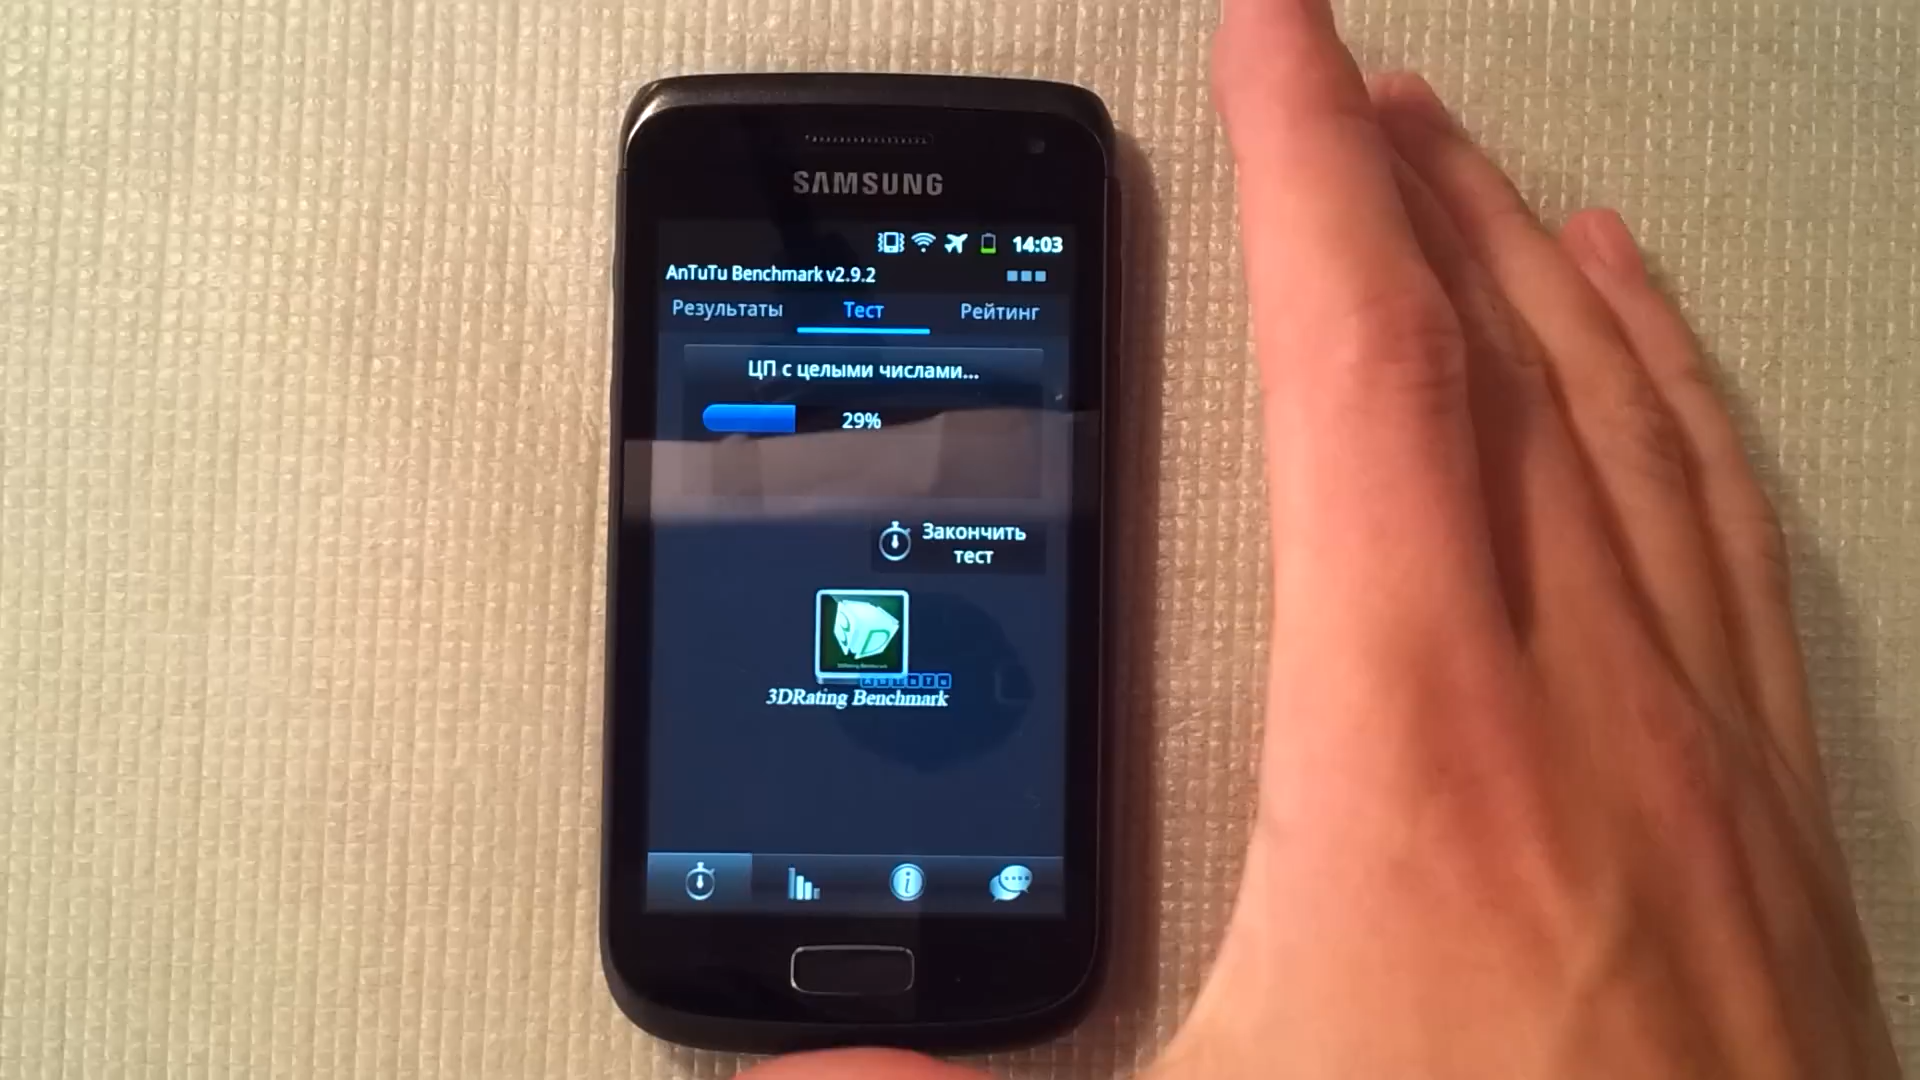 SAMSUNG
14:03
AnTuTu Benchmark v2.9.2
Результаты Тест Рейтинг
ЦП с целыми числами...
29%
Закончить
тест
3D
3DRating Benchmark